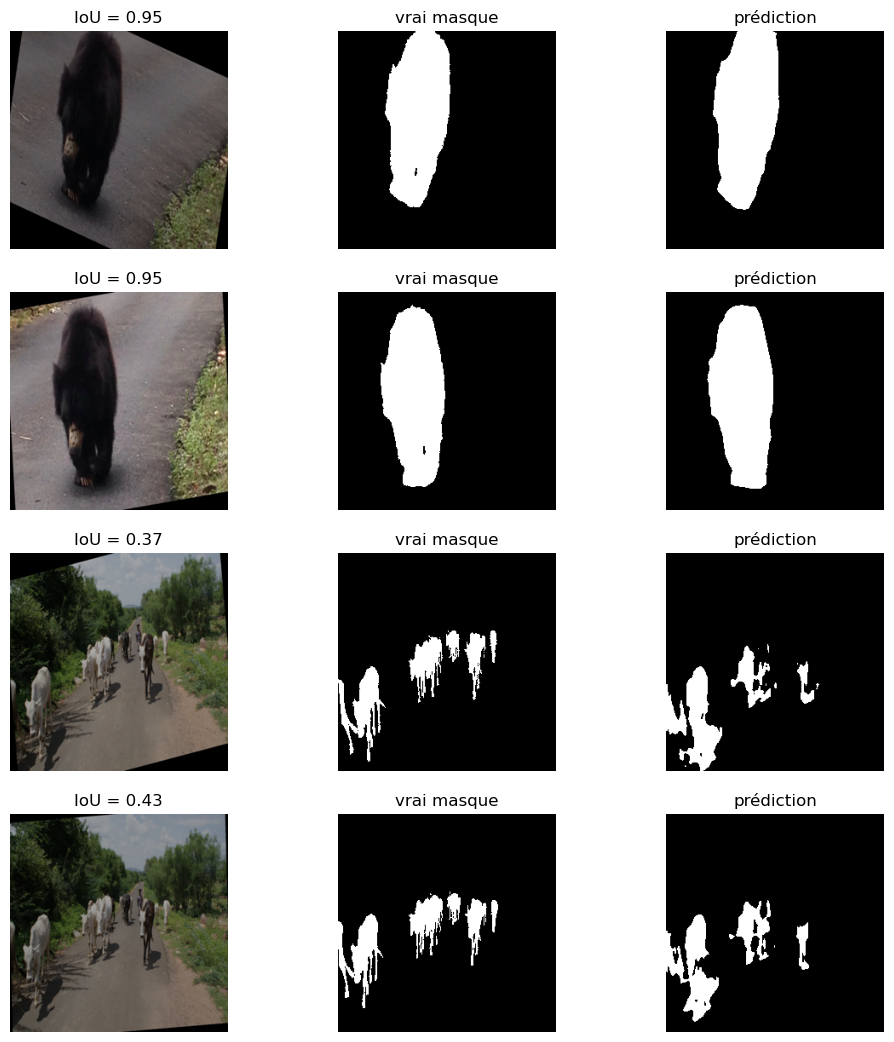 IoU = 0.95 vrai masque prédiction
IoU = 0.95 vrai masque prédiction
IoU = 0.37 vrai masque prédiction
IoU = 0.43 vrai masque prédiction